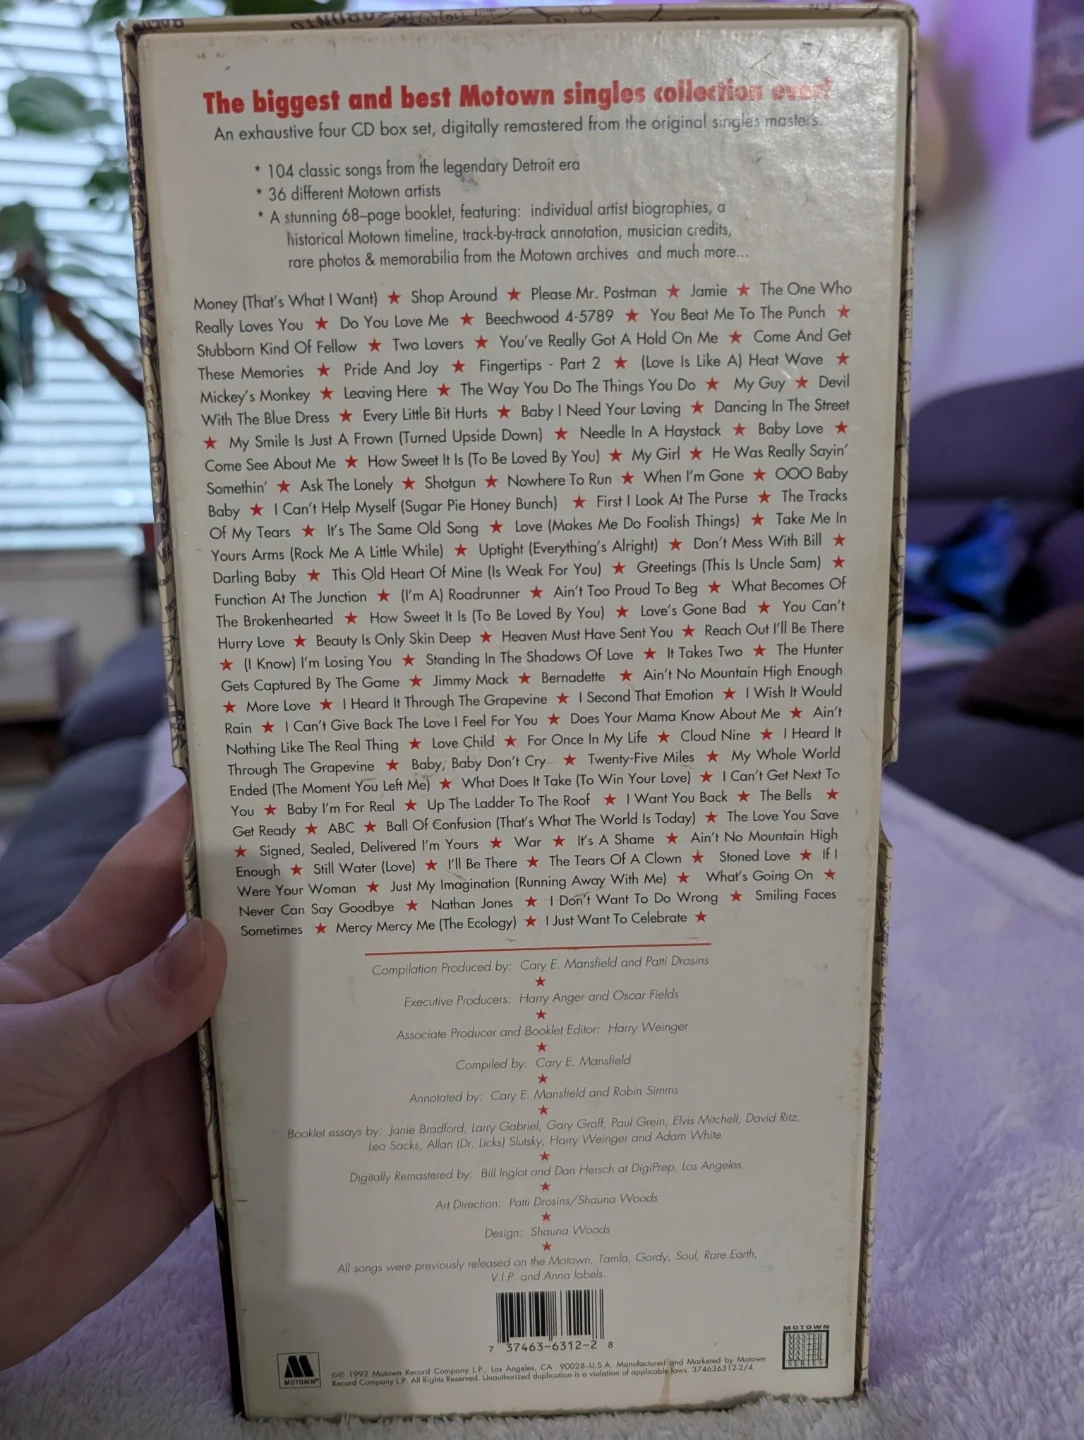 The biggest and best Motown singles collection ever!
An exhaustive four CD box set, digitally remastered from the original singles masters.
* 104 classic songs from the legendary Detroit era
* 36 different Motown artists
* A stunning 68–page booklet, featuring: individual artist biographies, a
historical Motown timeline, track-by-track annotation, musician credits,
rare photos & memorabilia from the Motown archives and much more...
Money (That's What I Want) ★ Shop Around ★ Please Mr. Postman ★ Jamie ★ The One Who
Really Loves You ★ Do You Love Me ★ Beechwood 4-5789 ★ You Beat Me To The Punch ★
Stubborn Kind Of Fellow ★ Two Lovers ★ You've Really Got A Hold On Me ★ Come And Get
These Memories ★ Pride And Joy ★ Fingertips - Part 2 ★ (Love Is Like A) Heat Wave ★
Mickey's Monkey ★ Leaving Here ★ The Way You Do The Things You Do ★ My Guy ★ Devil
With The Blue Dress ★ Every Little Bit Hurts ★ Baby I Need Your Loving ★ Dancing In The Street
★ My Smile Is Just A Frown (Turned Upside Down) ★ Needle In A Haystack ★ Baby Love ★
Come See About Me ★ How Sweet It Is (To Be Loved By You) ★ My Girl ★ He Was Really Sayin'
Somethin' ★ Ask The Lonely ★ Shotgun ★ Nowhere To Run ★ When I'm Gone ★ OOO Baby
Baby ★ I Can't Help Myself (Sugar Pie Honey Bunch) ★ First I Look At The Purse ★ The Tracks
Of My Tears ★ It's The Same Old Song ★ Love (Makes Me Do Foolish Things) ★ Take Me In
Yours Arms (Rock Me A Little While) ★ Uptight (Everything's Alright) ★ Don't Mess With Bill ★
Darling Baby ★ This Old Heart Of Mine (Is Weak For You) ★ Greetings (This Is Uncle Sam) ★
Function At The Junction ★ (I'm A) Roadrunner ★ Ain't Too Proud To Beg ★ What Becomes Of
The Brokenhearted ★ How Sweet It Is (To Be Loved By You) ★ Love's Gone Bad ★ You Can't
Hurry Love ★ Beauty Is Only Skin Deep ★ Heaven Must Have Sent You ★ Reach Out I'll Be There
★ (I Know) I'm Losing You ★ Standing In The Shadows Of Love ★ It Takes Two ★ The Hunter
Gets Captured By The Game ★ Jimmy Mack ★ Bernadette ★ Ain't No Mountain High Enough
★ More Love ★ I Heard It Through The Grapevine ★ I Second That Emotion ★ I Wish It Would
Rain ★ I Can't Give Back The Love I Feel For You ★ Does Your Mama Know About Me ★ Ain't
Nothing Like The Real Thing ★ Love Child ★ For Once In My Life ★ Cloud Nine ★ I Heard It
Through The Grapevine ★ Baby, Baby Don't Cry ★ Twenty-Five Miles ★ My Whole World
Ended (The Moment You Left Me) ★ What Does It Take (To Win Your Love) ★ I Can't Get Next To
You ★ Baby I'm For Real ★ Up The Ladder To The Roof ★ I Want You Back ★ The Bells ★
Get Ready ★ ABC ★ Ball Of Confusion (That's What The World Is Today) ★ The Love You Save
★ Signed, Sealed, Delivered I'm Yours ★ War ★ It's A Shame ★ Ain't No Mountain High
Enough ★ Still Water (Love) ★ I'll Be There ★ The Tears Of A Clown ★ Stoned Love ★ If I
Were Your Woman ★ Just My Imagination (Running Away With Me) ★ What's Going On ★
Never Can Say Goodbye ★ Nathan Jones ★ I Don't Want To Do Wrong ★ Smiling Faces
Sometimes ★ Mercy Mercy Me (The Ecology) ★ I Just Want To Celebrate ★
Compilation Produced by: Cary E. Mansfield and Patti Drosins
★
Executive Producers: Harry Anger and Oscar Fields
★
Associate Producer and Booklet Editor: Harry Weinger
★
Compiled by: Cary E. Mansfield
★
Annotated by: Cary E. Mansfield and Robin Simms
★
Booklet essays by: Janie Bradford, Larry Gabriel, Gary Graff, Paul Grein, Elvis Mitchell, David Ritz,
Leo Sacks, Allan (Dr. Licks) Slutsky, Harry Weinger and Adam White
★
Digitally Remastered by: Bill Inglot and Dan Hersch at DigiPrep, Los Angeles
★
Art Direction: Patti Drosins/Shauna Woods
★
Design: Shauna Woods
★
All songs were previously released on the Motown, Tamla, Gordy, Soul, Rare Earth,
V.I.P. and Anna labels.
7 37463-6312-2 8
MOTOWN
MASTER
SERIES
MOTOWN
℗© 1992 Motown Record Company L.P., Los Angeles, CA 90028-U.S.A. Manufactured and Marketed by Motown
Record Company L.P. All Rights Reserved. Unauthorized duplication is a violation of applicable laws. 374636312-2/4